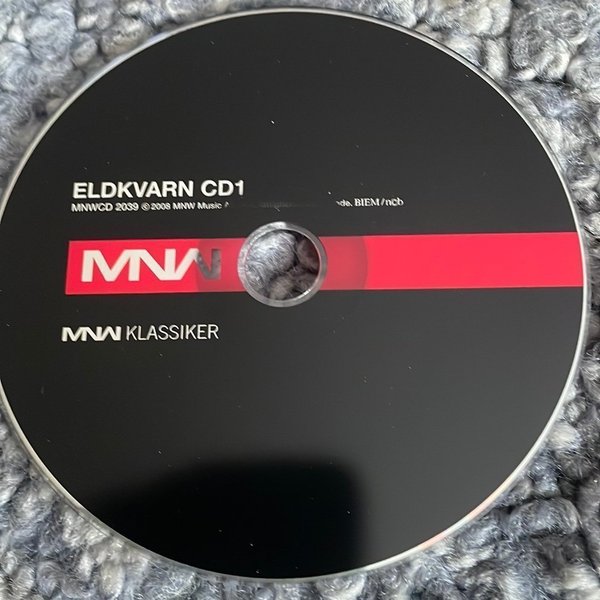 ELDKVARN CD1
MNWCD 2039 ℗ 2008 MNW Music BIEM / ncb
MNW
MNW KLASSIKER